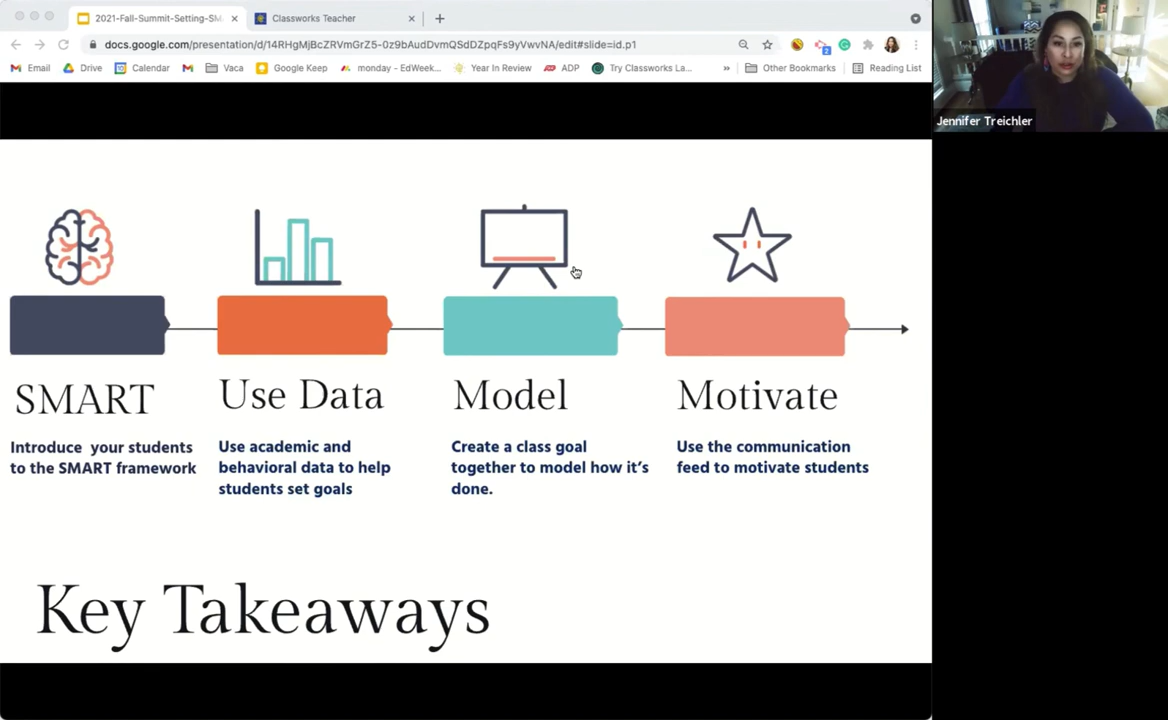 2021-Fall-Summit-Setting-SM
Classworks Teacher
docs.google.com/presentation/d/14RHgMjBcZRVmGrZ5-0z9bAudDvmQSdDZpqFs9yVwvNA/edit#slide=id.p1
Email
Drive
Calendar
Vaca
Google Keep
monday - EdWeek...
Year In Review
ADP
Try Classworks La...
»
Other Bookmarks
Reading List
Jennifer Treichler
SMART
Introduce your students
to the SMART framework
Use Data
Use academic and
behavioral data to help
students set goals
Model
Create a class goal
together to model how it's
done.
Motivate
Use the communication
feed to motivate students
Key Takeaways